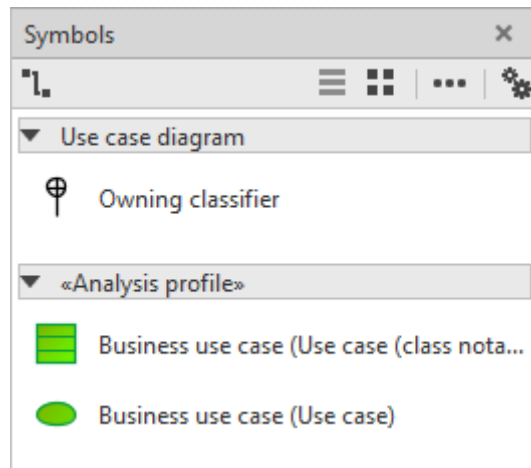 Symbols
Use case diagram
Owning classifier
«Analysis profile»
Business use case (Use case (class nota...
Business use case (Use case)